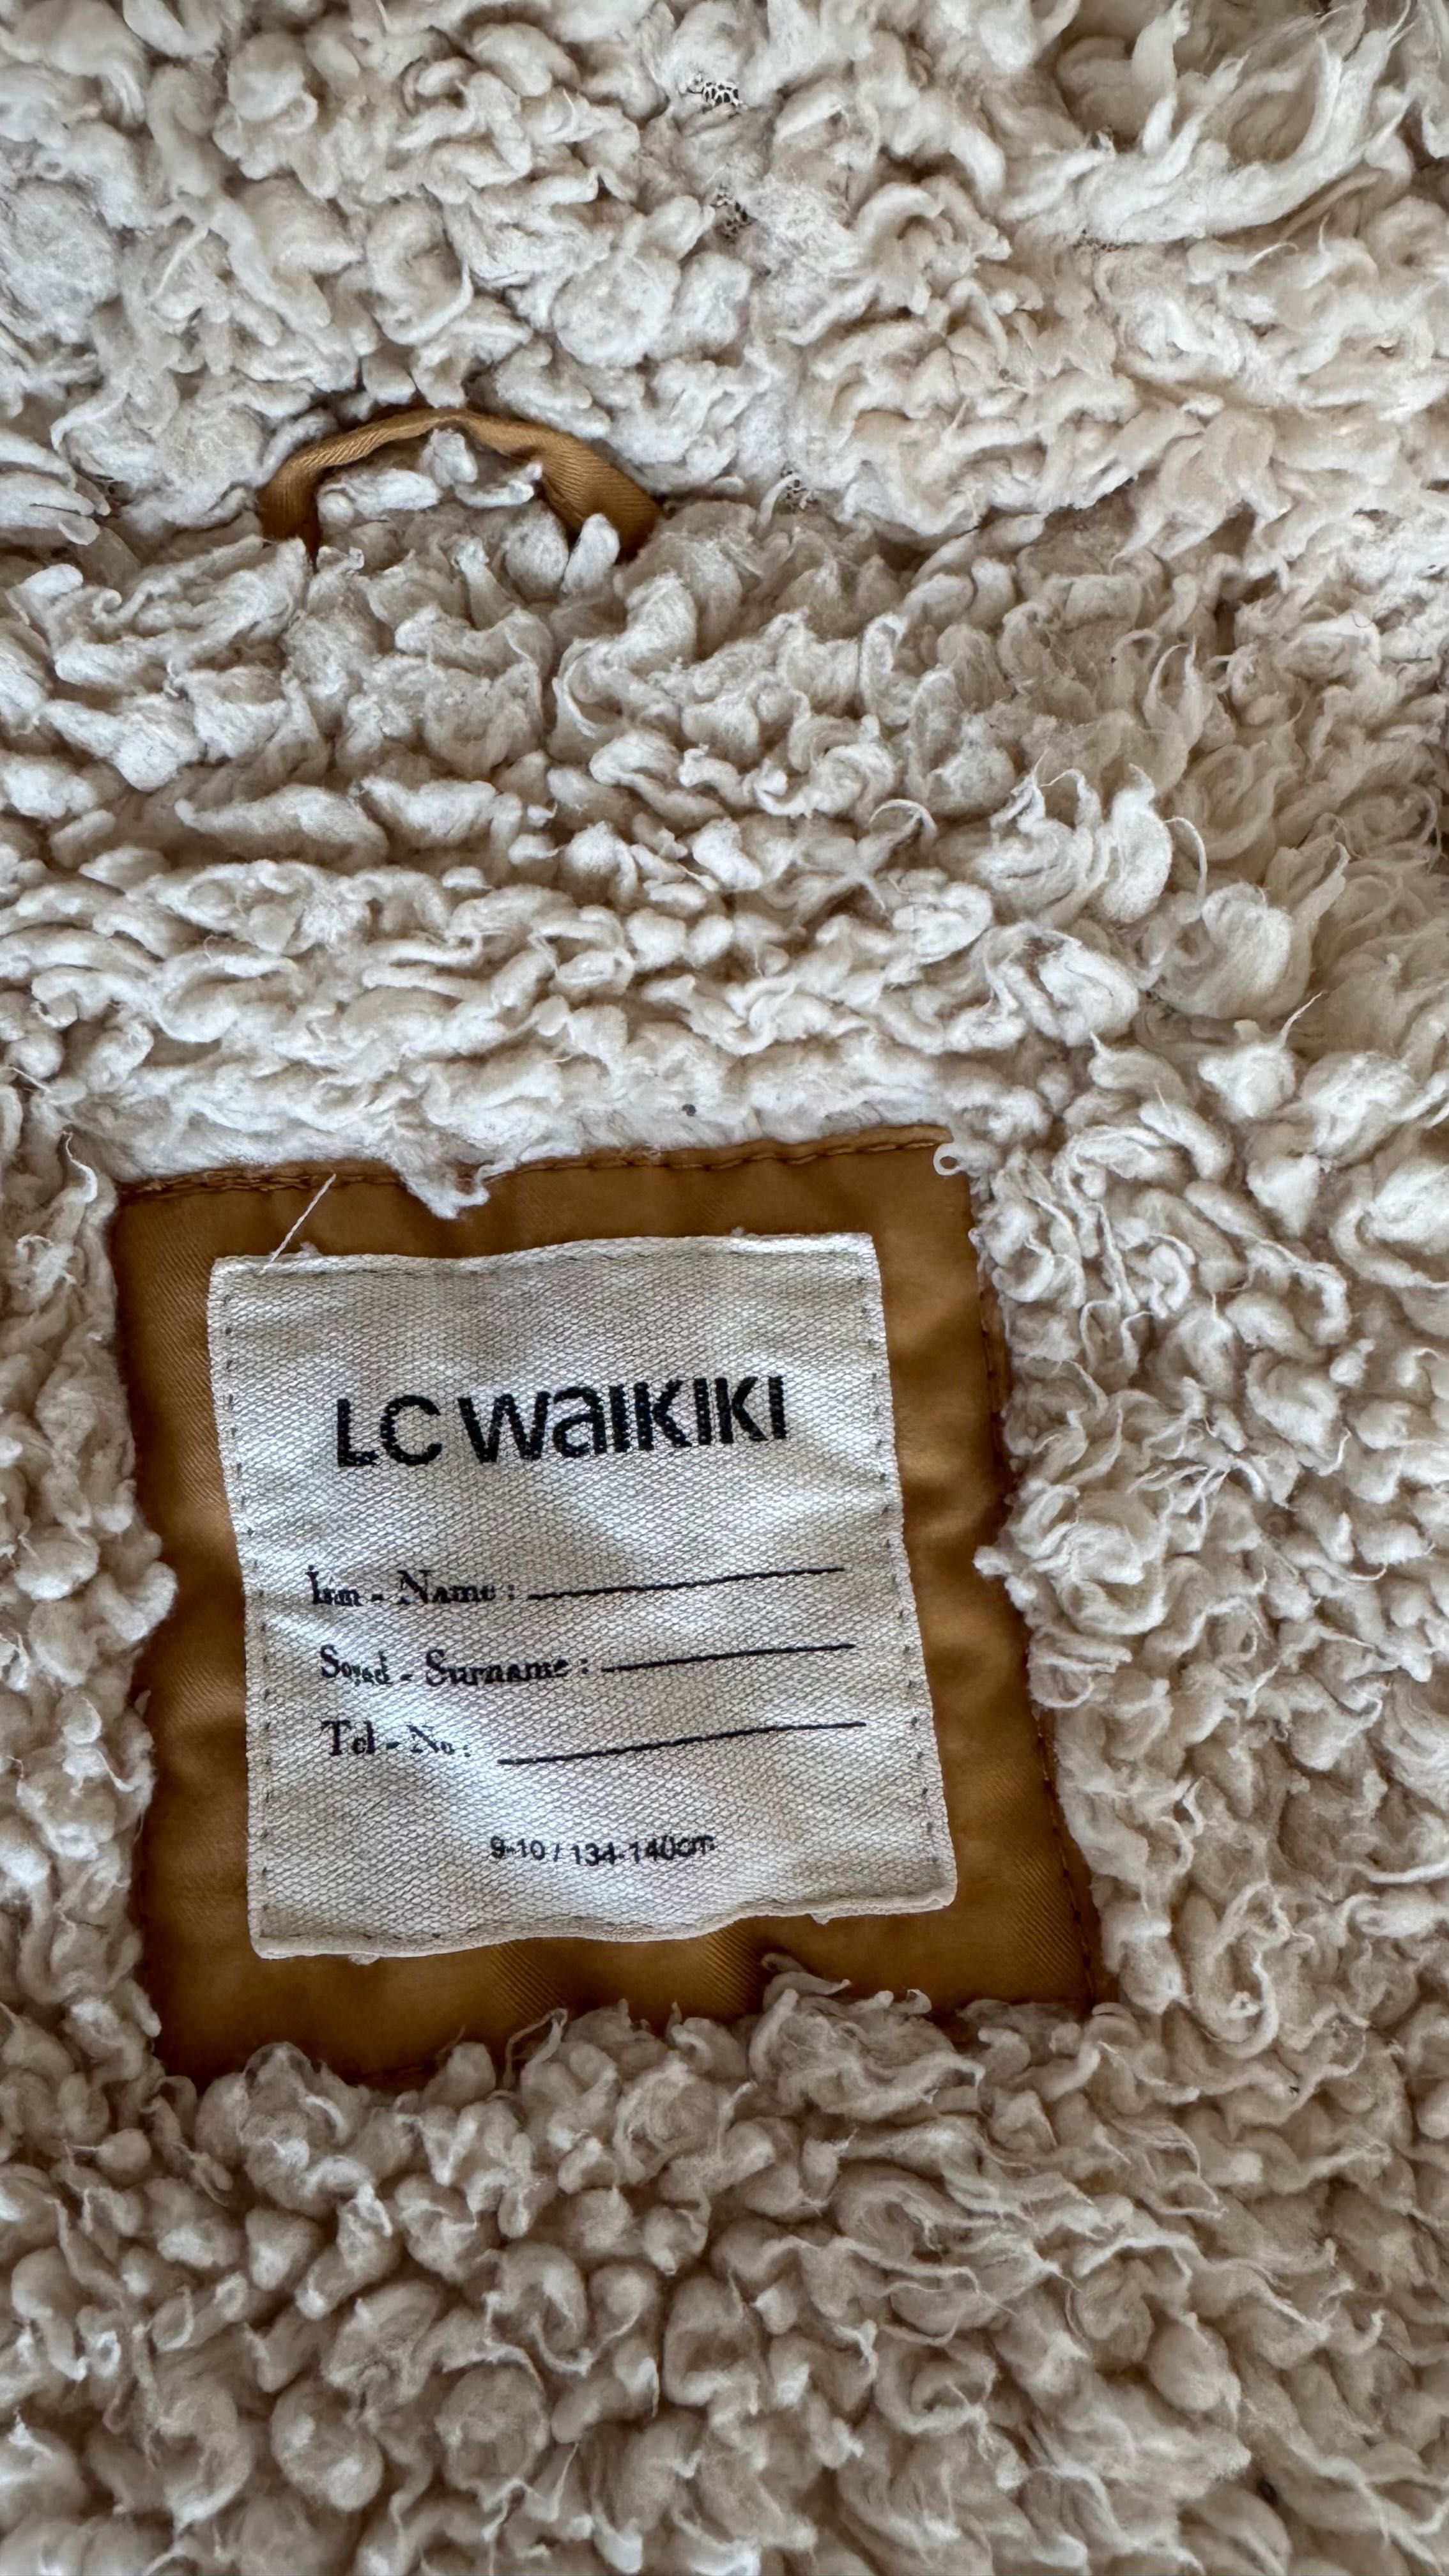 LC WAIKIKI
İsim - Name :
Soyad - Surname :
Tel - No :
9-10 / 134-140cm